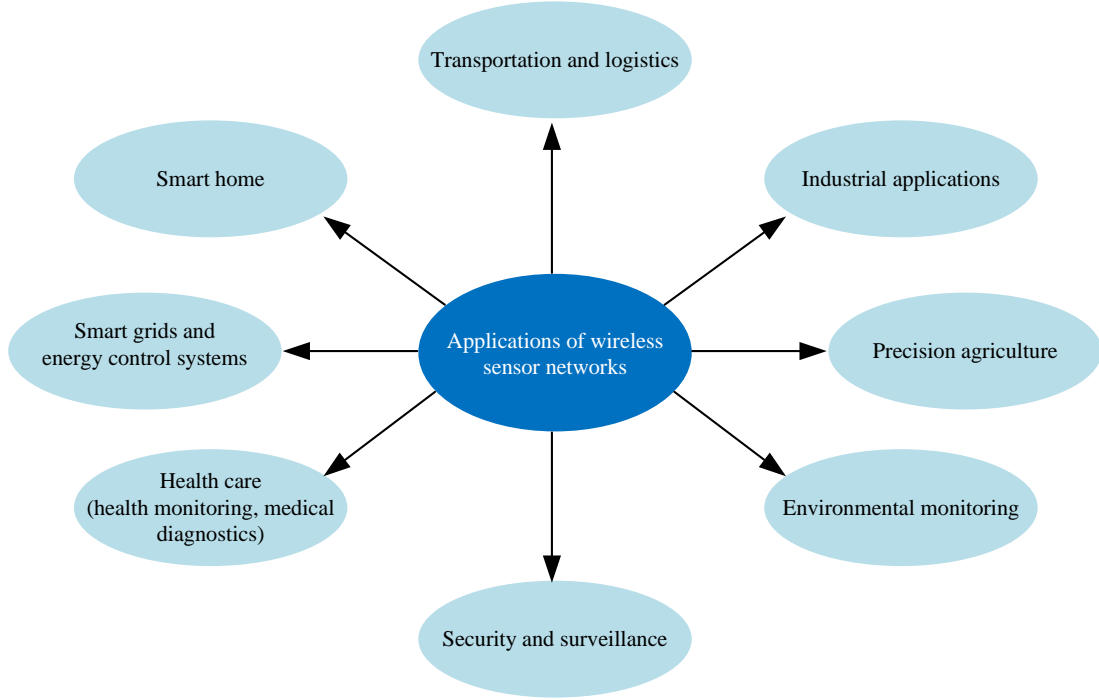 Transportation and logistics
Smart home
Industrial applications
Smart grids and
energy control systems
Applications of wireless
sensor networks
Precision agriculture
Health care
(health monitoring, medical
diagnostics)
Environmental monitoring
Security and surveillance